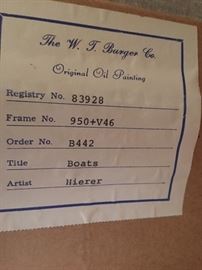 The W. T. Burger Co.
Original Oil Painting
Registry No. 83928
Frame No. 950+V46
Order No. B442
Title Boats
Artist Hierer